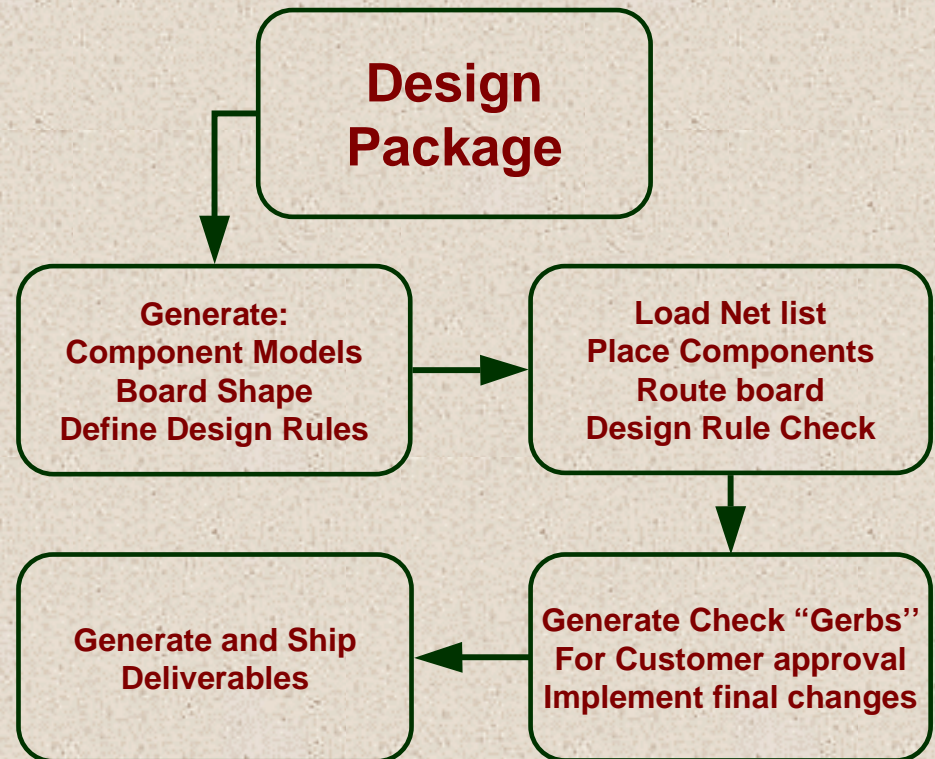 Design
Package
Generate:
Component Models
Board Shape
Define Design Rules
Load Net list
Place Components
Route board
Design Rule Check
Generate Check “Gerbs’’
For Customer approval
Implement final changes
Generate and Ship
Deliverables